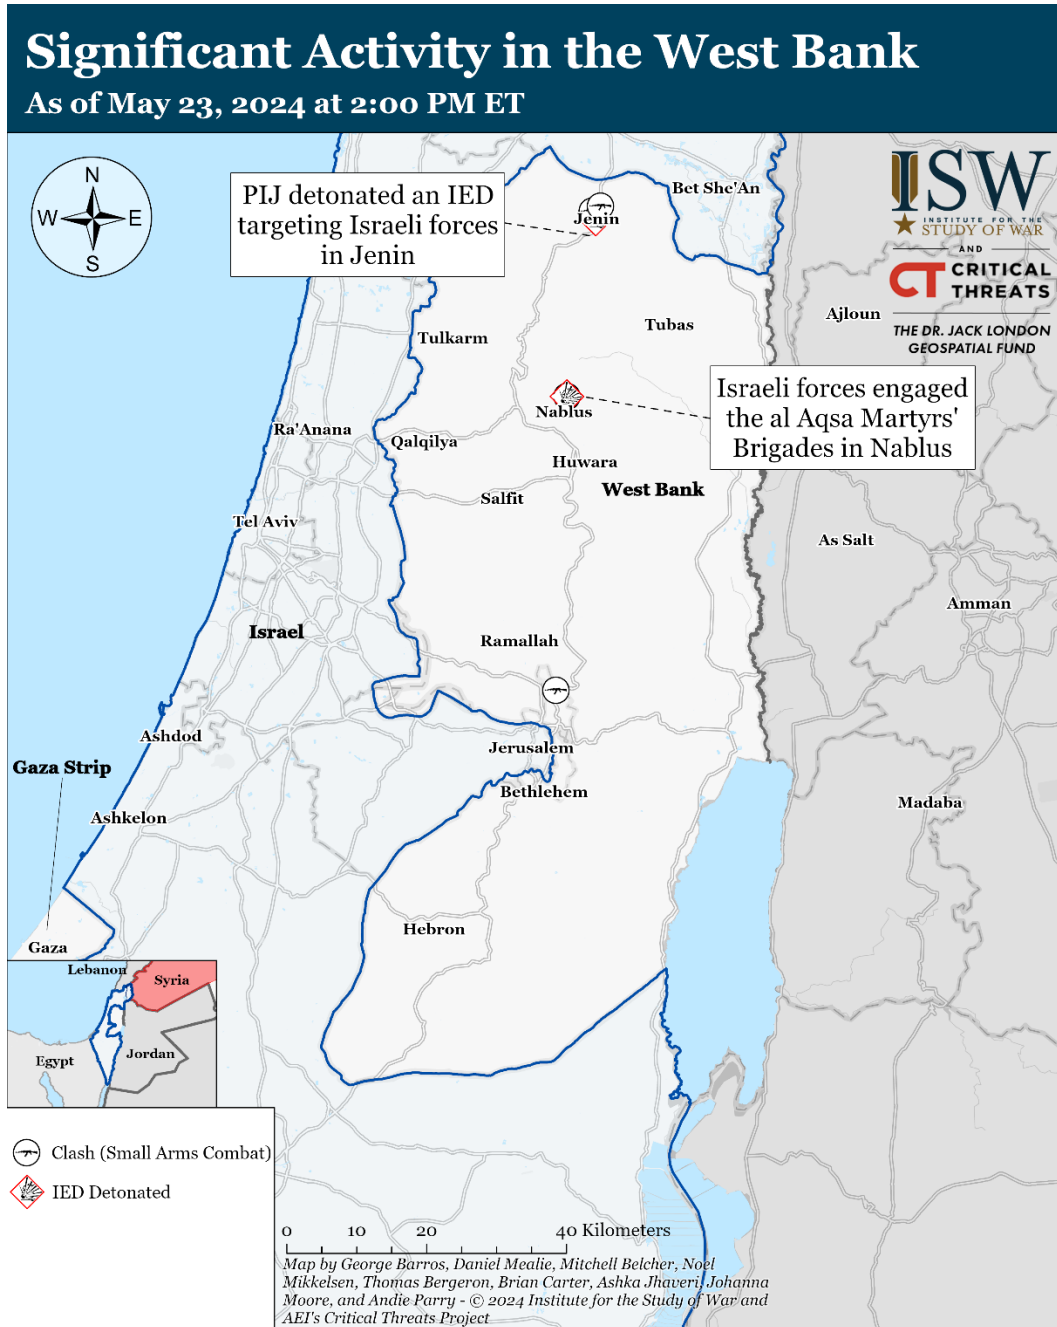 Significant Activity in the West Bank
As of May 23, 2024 at 2:00 PM ET
N
W
E
S
PIJ detonated an IED
targeting Israeli forces
in Jenin
Jenin
Bet She'An
ISW
INSTITUTE FOR THE
STUDY OF WAR
AND
CT CRITICAL
THREATS
THE DR. JACK LONDON
GEOSPATIAL FUND
Ajloun
Tubas
Tulkarm
Israeli forces engaged
the al Aqsa Martyrs'
Brigades in Nablus
Nablus
Ra'Anana
Qalqilya
Huwara
West Bank
Salfit
Tel Aviv
As Salt
Amman
Israel
Ramallah
Ashdod
Jerusalem
Gaza Strip
Bethlehem
Madaba
Ashkelon
Hebron
Gaza
Lebanon
Syria
Egypt
Jordan
Clash (Small Arms Combat)
IED Detonated
0 10 20 40 Kilometers
Map by George Barros, Daniel Mealie, Mitchell Belcher, Noel
Mikkelsen, Thomas Bergeron, Brian Carter, Ashka Jhaveri, Johanna
Moore, and Andie Parry - © 2024 Institute for the Study of War and
AEI's Critical Threats Project